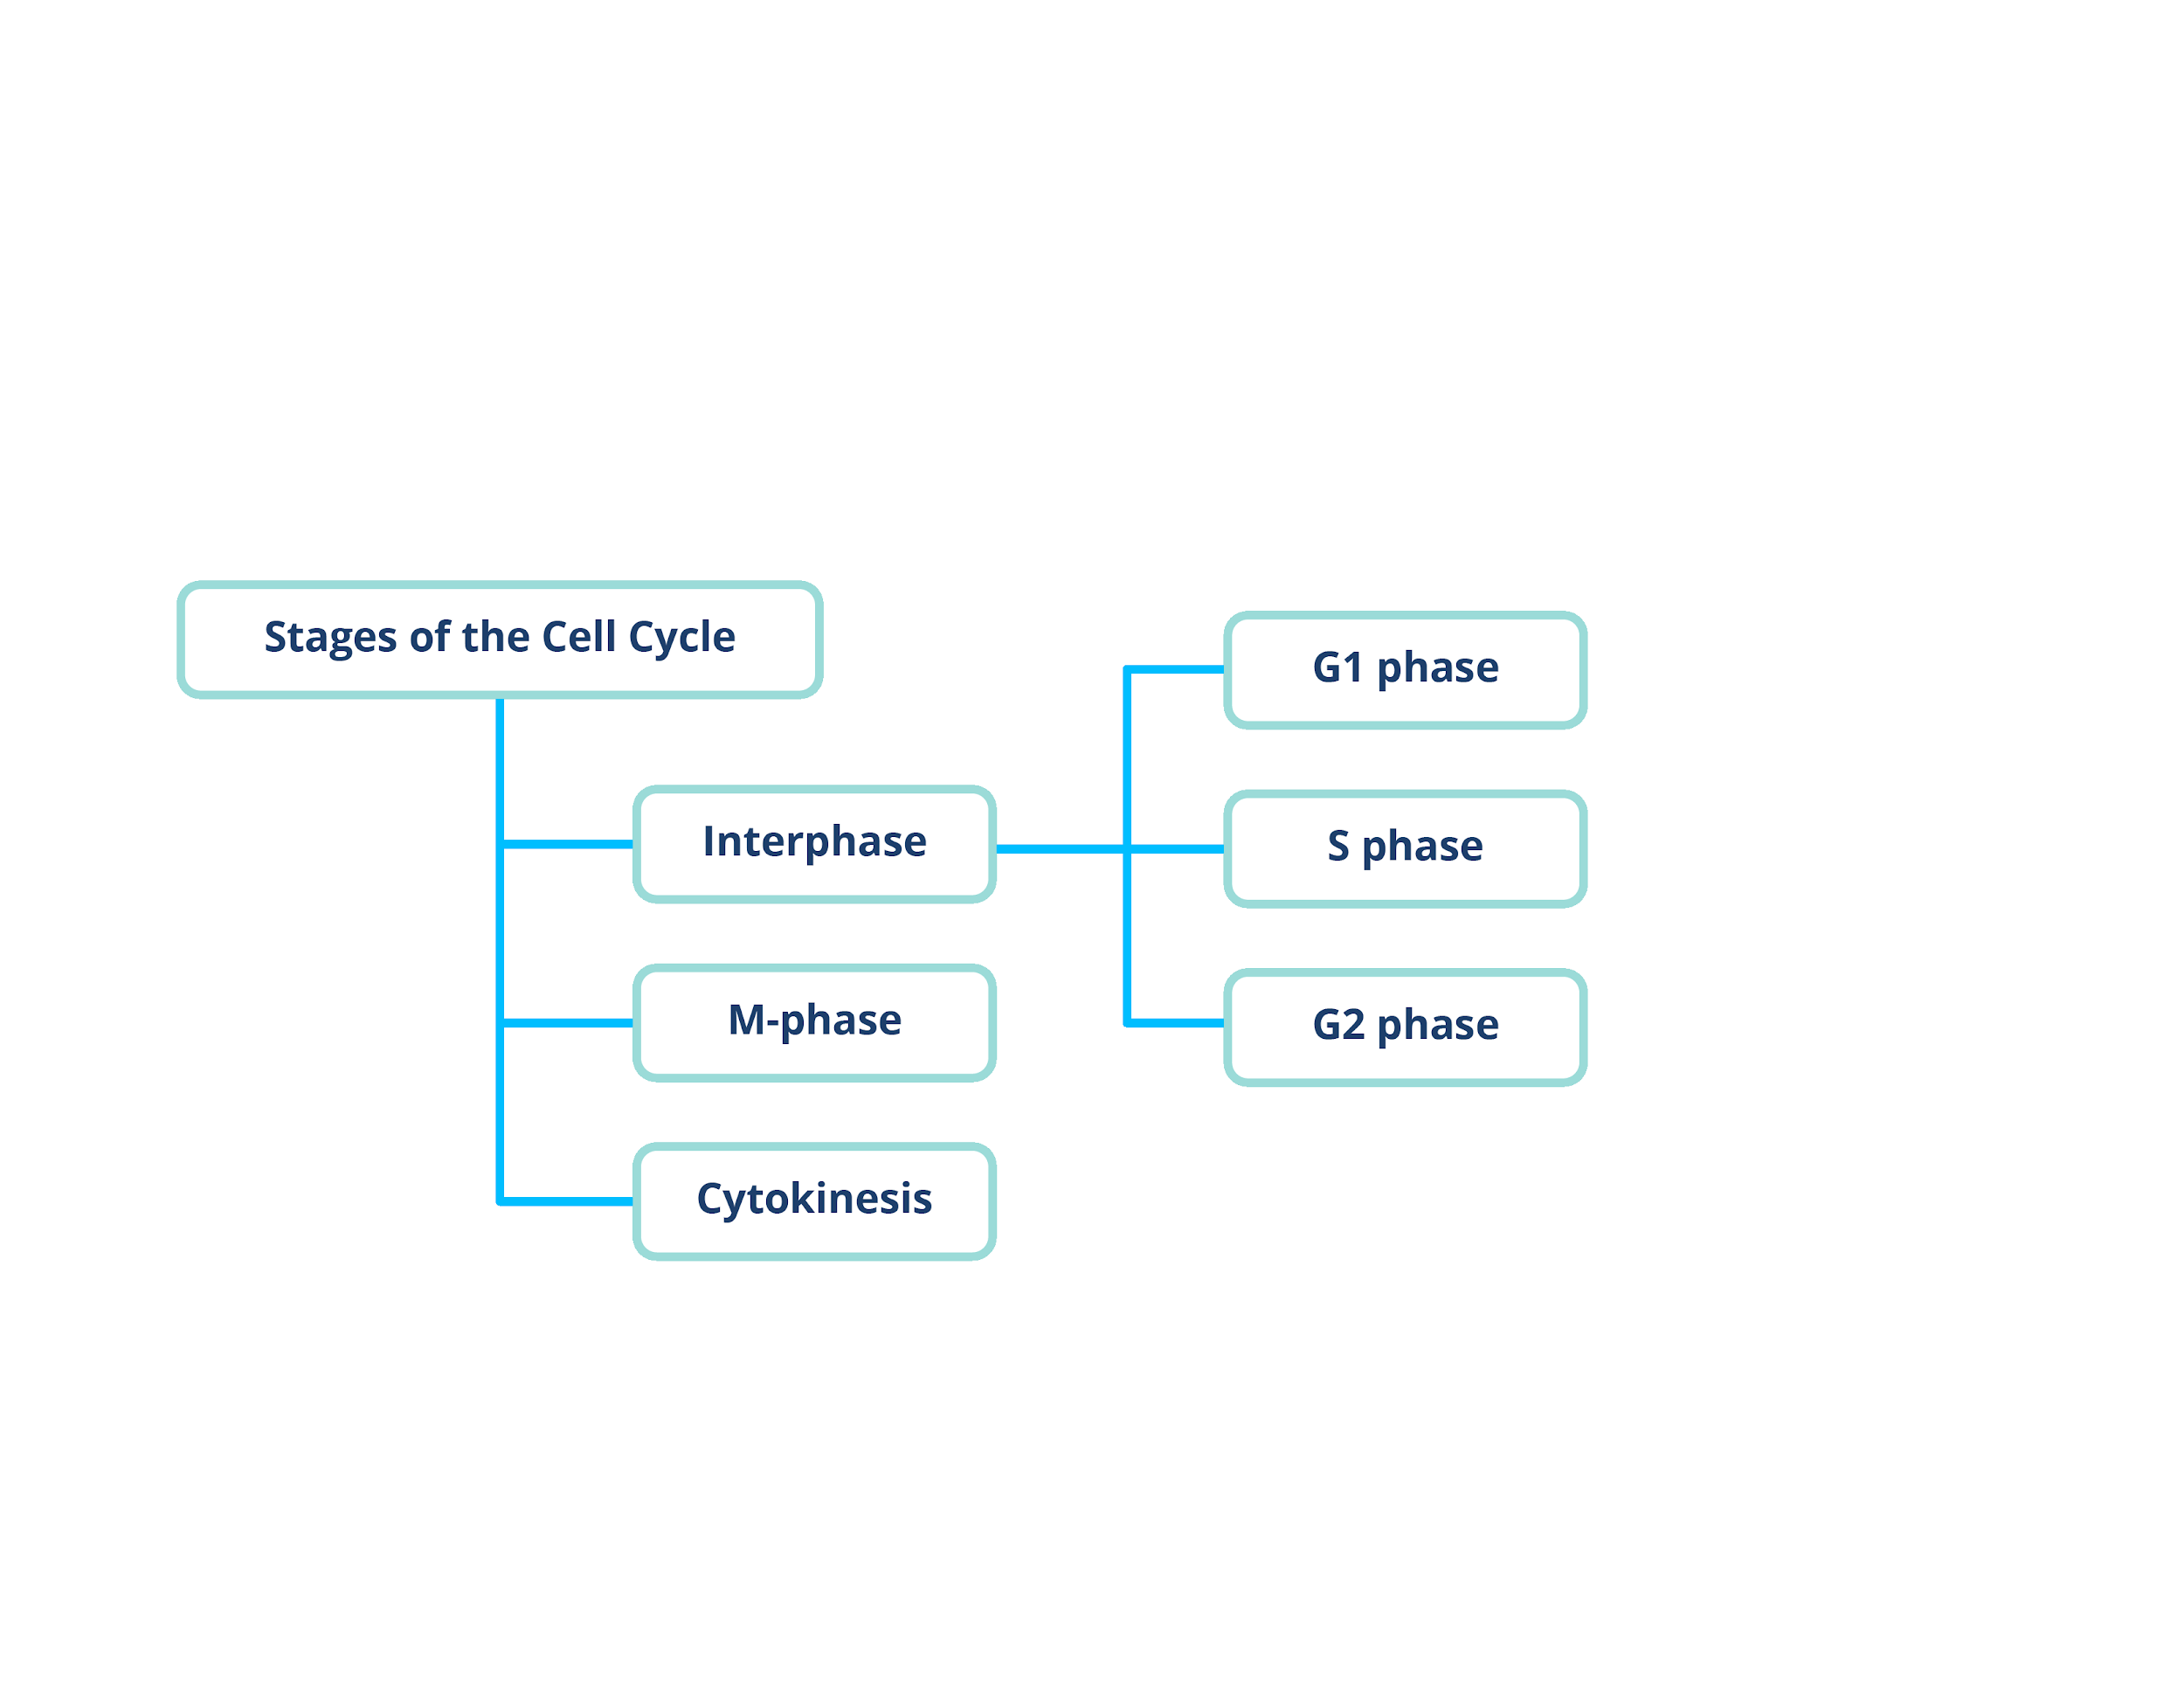 Stages of the Cell Cycle
Interphase
M-phase
Cytokinesis
G1 phase
S phase
G2 phase